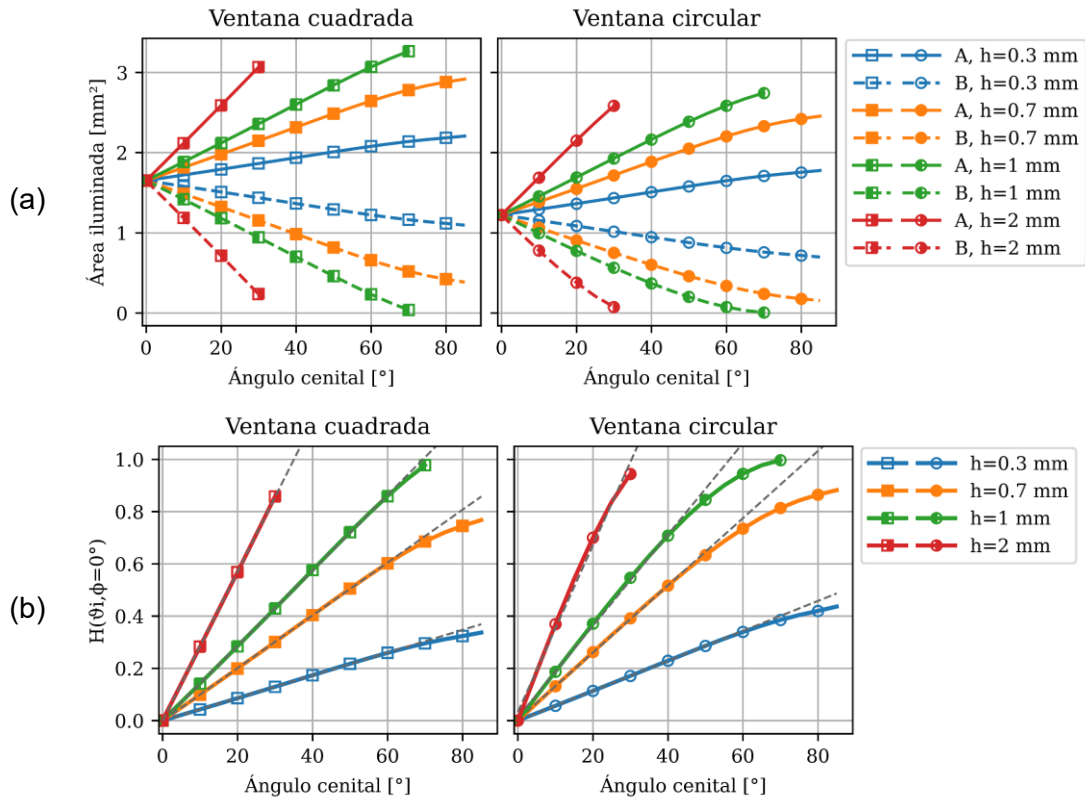 Ventana cuadrada
Ventana circular
(a)
Área iluminada [mm²]
3
2
1
0
0 20 40 60 80
0 20 40 60 80
Ángulo cenital [°]
Ángulo cenital [°]
A, h=0.3 mm
B, h=0.3 mm
A, h=0.7 mm
B, h=0.7 mm
A, h=1 mm
B, h=1 mm
A, h=2 mm
B, h=2 mm
Ventana cuadrada
Ventana circular
(b)
H(ϑi,ϕ=0°)
1.0
0.8
0.6
0.4
0.2
0.0
0 20 40 60 80
0 20 40 60 80
Ángulo cenital [°]
Ángulo cenital [°]
h=0.3 mm
h=0.7 mm
h=1 mm
h=2 mm